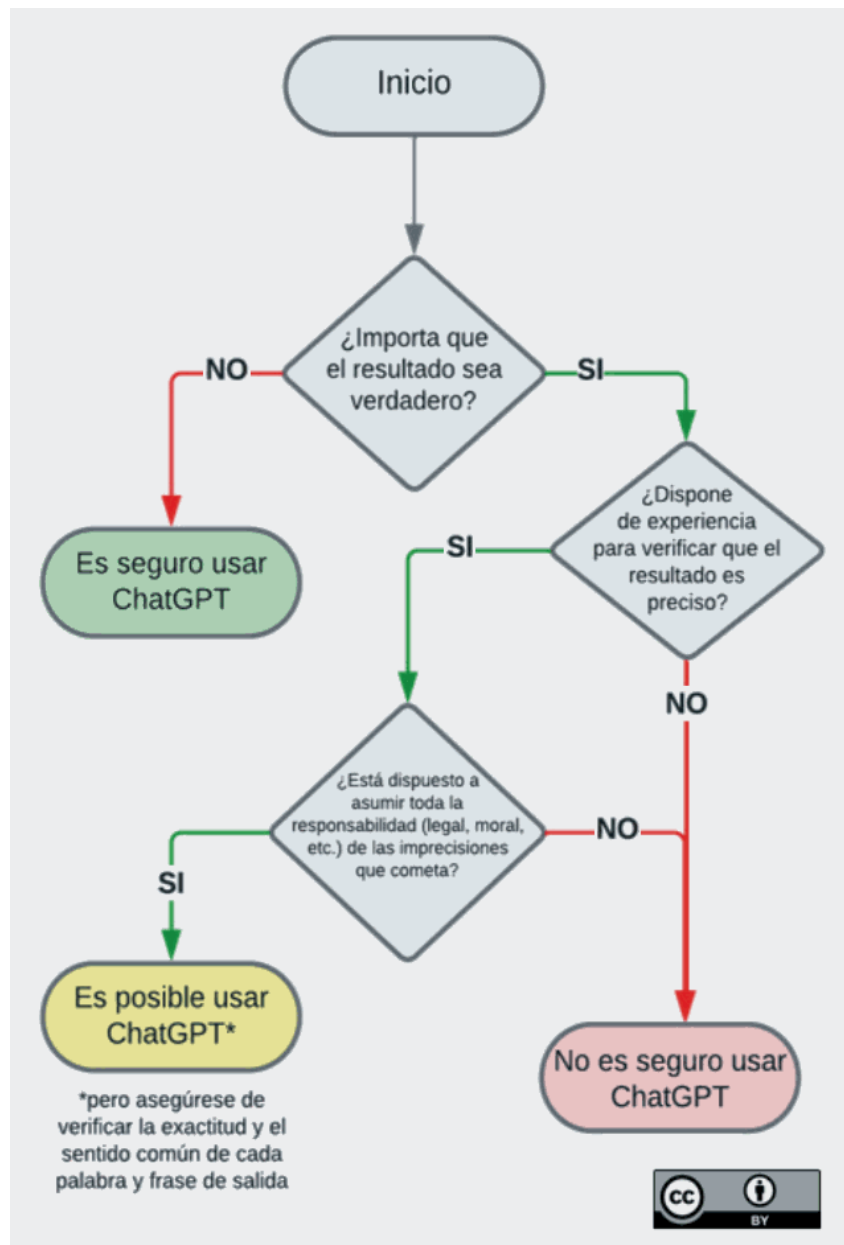 Inicio
¿Importa que
el resultado sea
verdadero?
NO
SI
¿Dispone
de experiencia
para verificar que el
resultado es
preciso?
Es seguro usar
ChatGPT
SI
NO
¿Está dispuesto a
asumir toda la
responsabilidad (legal, moral,
etc.) de las imprecisiones
que cometa?
NO
SI
Es posible usar
ChatGPT*
No es seguro usar
ChatGPT
*pero asegúrese de
verificar la exactitud y el
sentido común de cada
palabra y frase de salida
cc
BY